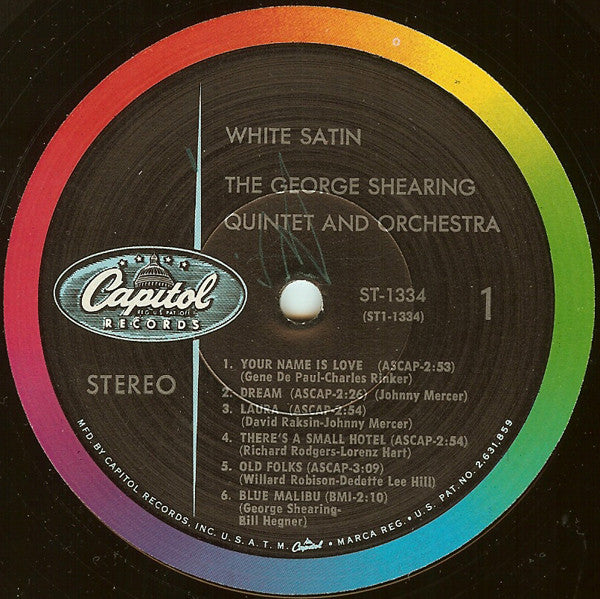 WHITE SATIN
THE GEORGE SHEARING
QUINTET AND ORCHESTRA
Capitol
REG. U.S. PAT. OFF.
RECORDS
STEREO
ST-1334
(ST1-1334)
1
1. YOUR NAME IS LOVE (ASCAP-2:53)
(Gene De Paul-Charles Rinker)
2. DREAM (ASCAP-2:26) (Johnny Mercer)
3. LAURA (ASCAP-2:54)
(David Raksin-Johnny Mercer)
4. THERE'S A SMALL HOTEL (ASCAP-2:54)
(Richard Rodgers-Lorenz Hart)
5. OLD FOLKS (ASCAP-3:09)
(Willard Robison-Dedette Lee Hill)
6. BLUE MALIBU (BMI-2:10)
(George Shearing-
Bill Hegner)
MFD. BY CAPITOL RECORDS, INC. U.S.A. T.M. Capitol MARCA REG. • U.S. PAT. NO. 2,631,859